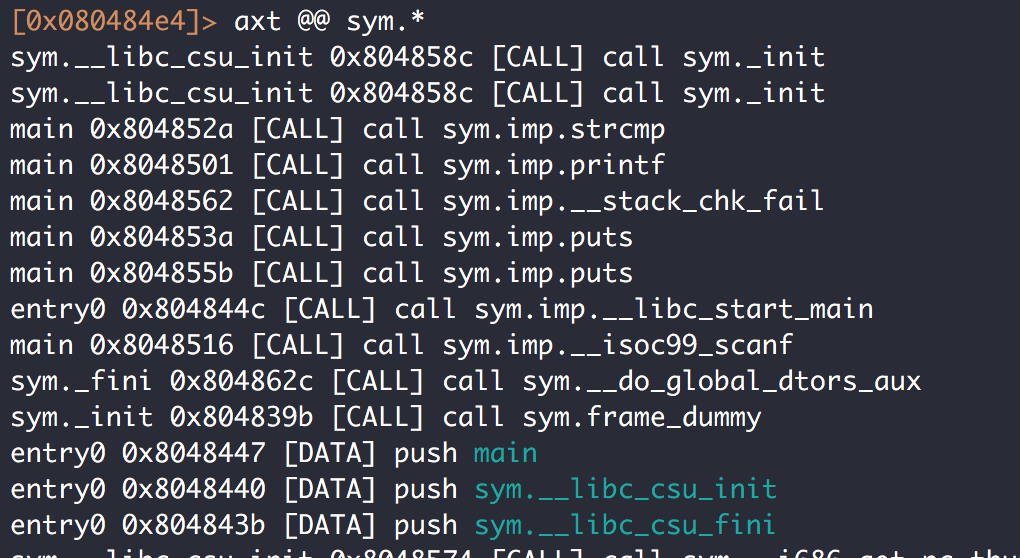 [0x080484e4]> axt @@ sym.*
sym.__libc_csu_init 0x804858c [CALL] call sym._init
sym.__libc_csu_init 0x804858c [CALL] call sym._init
main 0x804852a [CALL] call sym.imp.strcmp
main 0x8048501 [CALL] call sym.imp.printf
main 0x8048562 [CALL] call sym.imp.__stack_chk_fail
main 0x804853a [CALL] call sym.imp.puts
main 0x804855b [CALL] call sym.imp.puts
entry0 0x804844c [CALL] call sym.imp.__libc_start_main
main 0x8048516 [CALL] call sym.imp.__isoc99_scanf
sym._fini 0x804862c [CALL] call sym.__do_global_dtors_aux
sym._init 0x804839b [CALL] call sym.frame_dummy
entry0 0x8048447 [DATA] push main
entry0 0x8048440 [DATA] push sym.__libc_csu_init
entry0 0x804843b [DATA] push sym.__libc_csu_fini
sym.__libc_csu_init 0x8048574 [CALL] call